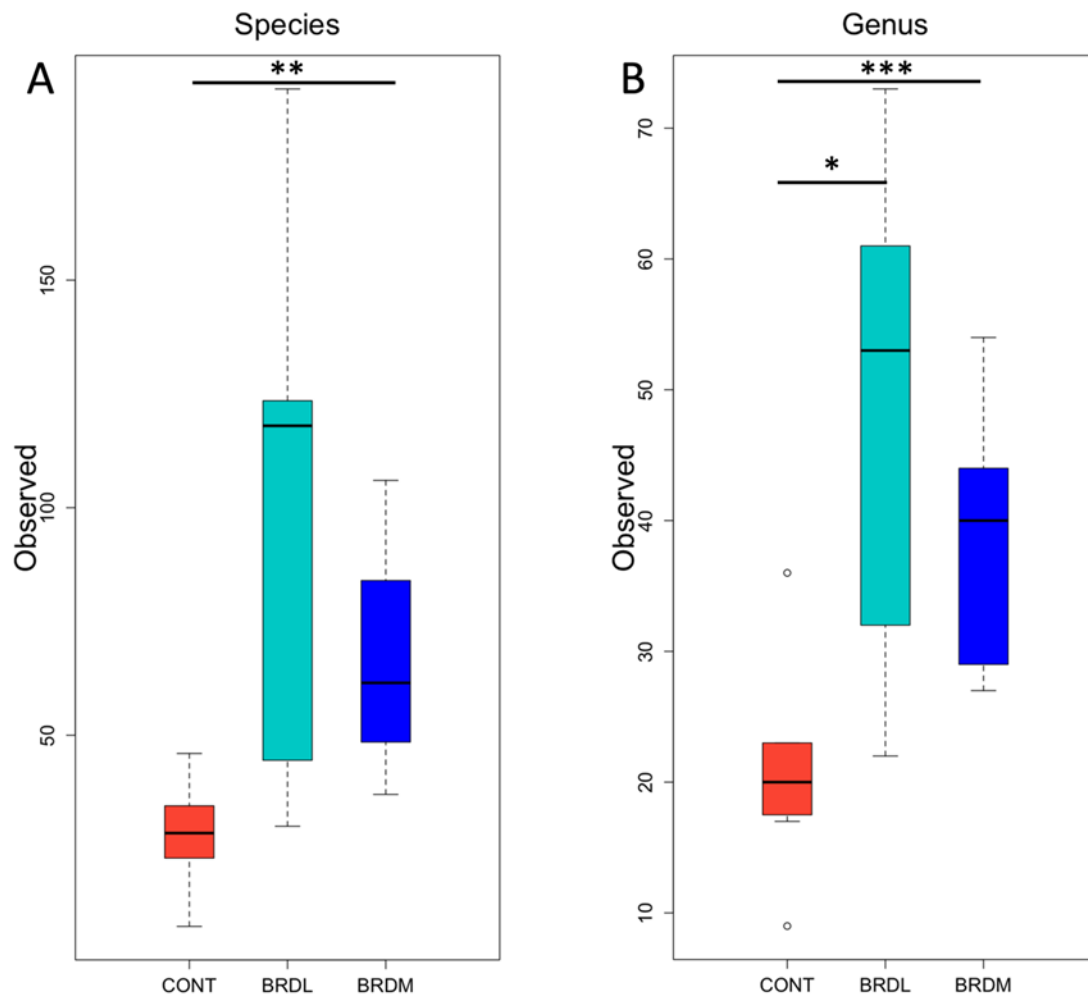 Species
A
**
Observed
150
100
50
CONT BRDL BRDM
Genus
B
***
*
Observed
70
60
50
40
30
20
10
CONT BRDL BRDM